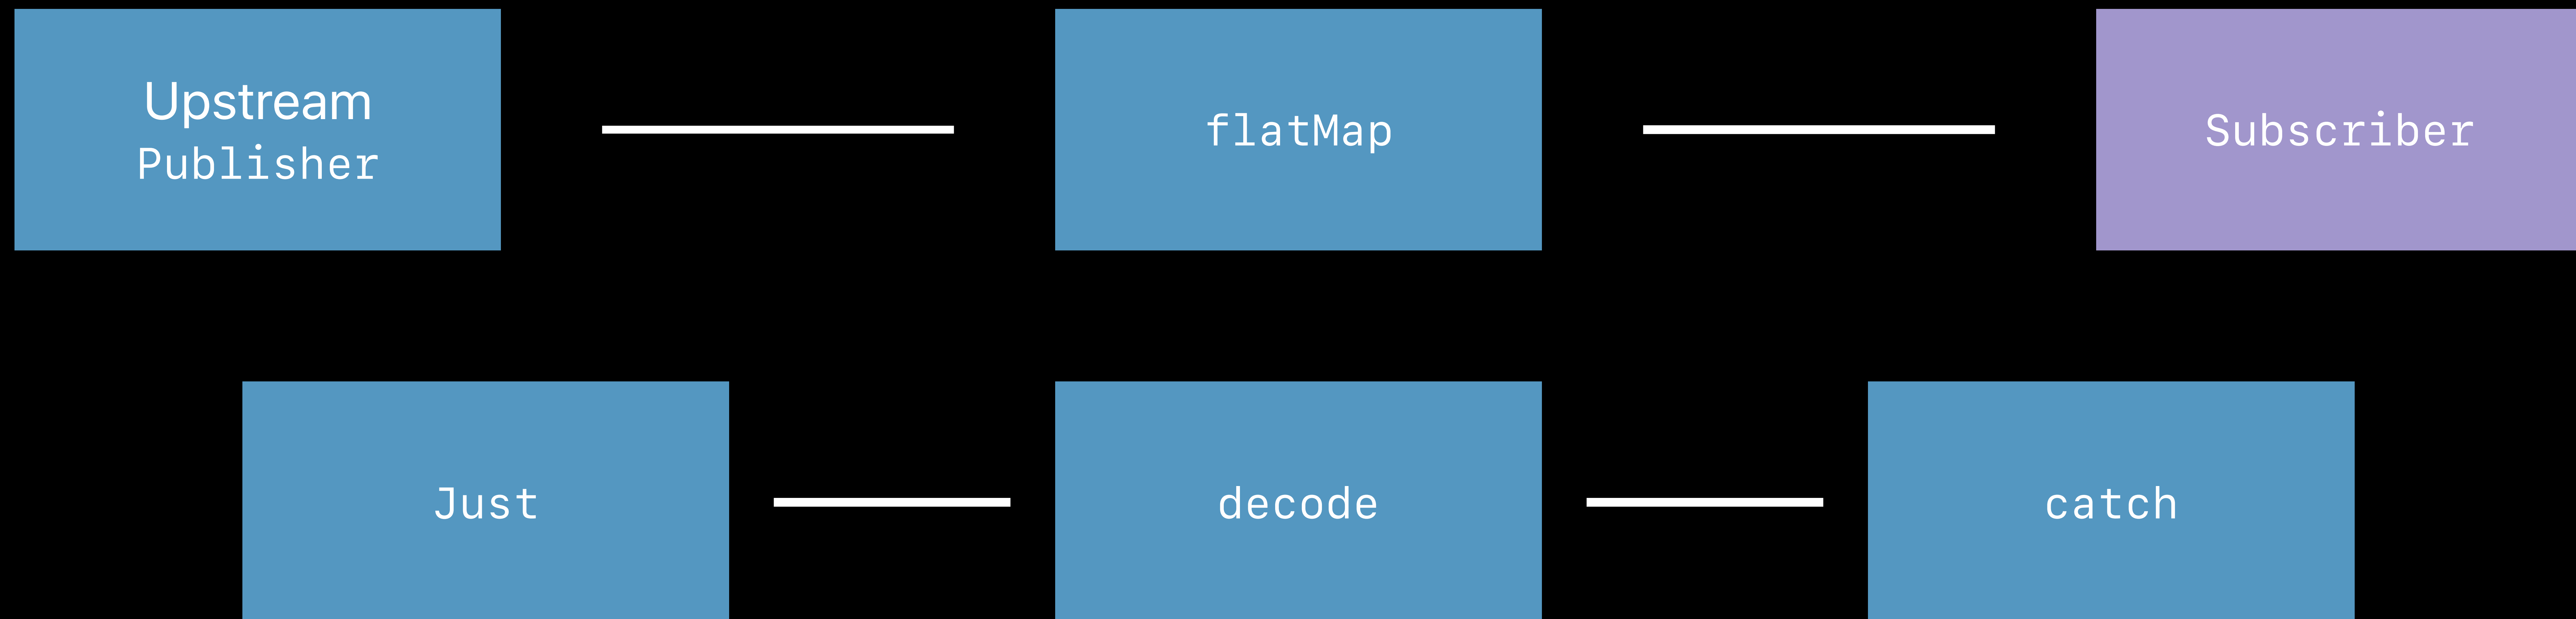 Upstream
Publisher
flatMap
Subscriber
Just
decode
catch